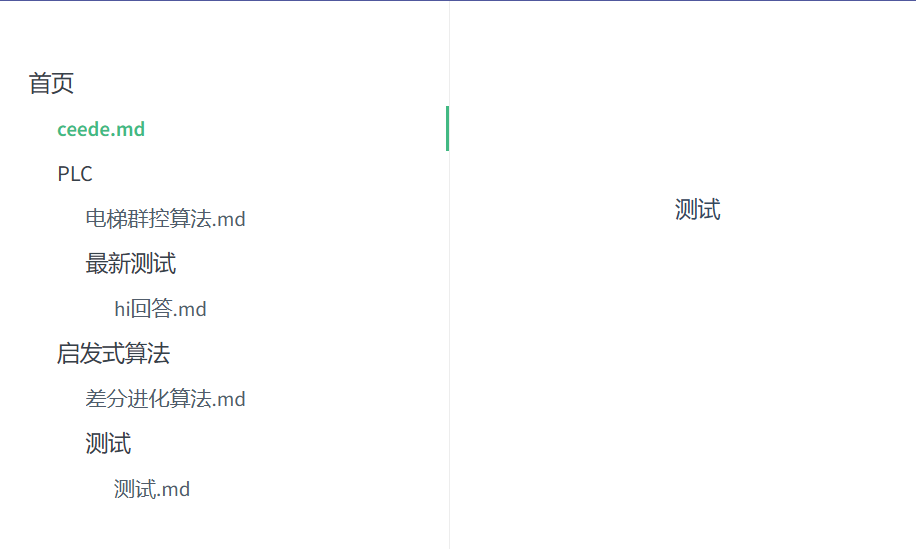 首页
ceede.md
PLC
电梯群控算法.md
最新测试
hi回答.md
启发式算法
差分进化算法.md
测试
测试.md
测试